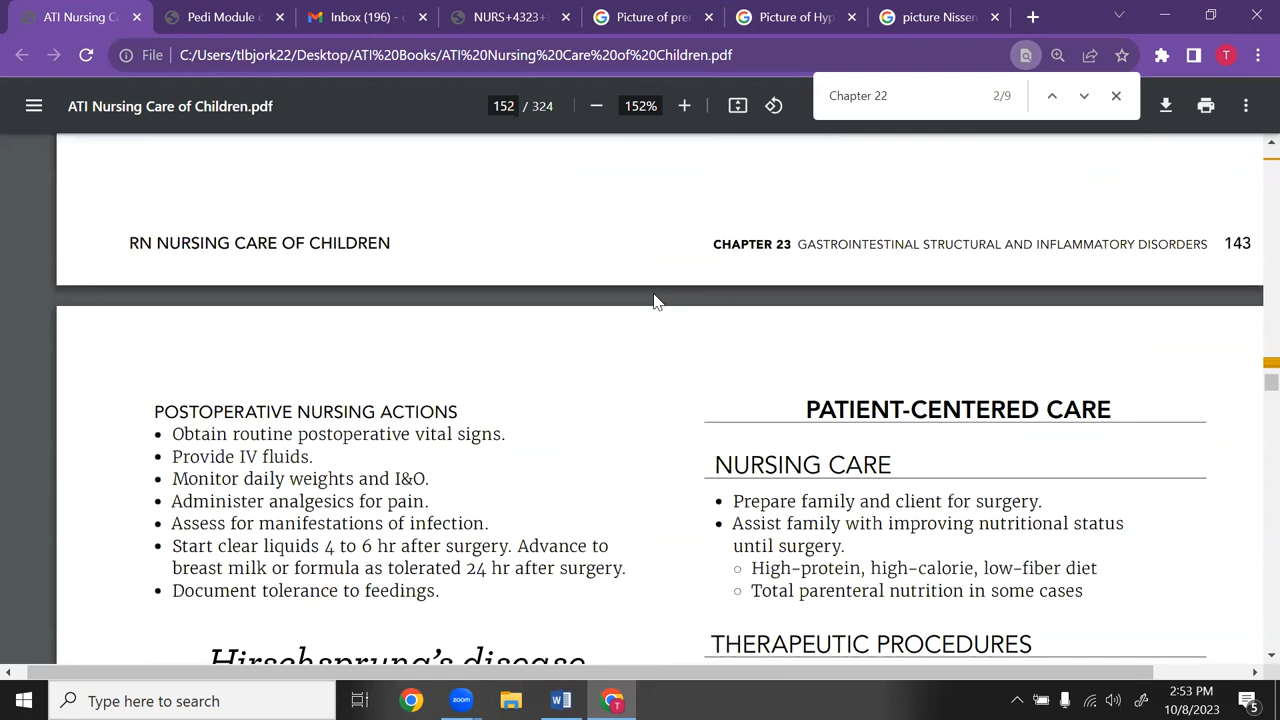 ATI Nursing Ca
Pedi Module
Inbox (196) -
NURS+4323+
Picture of pre
Picture of Hyp
picture Nissen
File
C:/Users/tlbjork22/Desktop/ATI%20Books/ATI%20Nursing%20Care%20of%20Children.pdf
T
ATI Nursing Care of Children.pdf
152 / 324
152%
Chapter 22
2/9
RN NURSING CARE OF CHILDREN
CHAPTER 23 GASTROINTESTINAL STRUCTURAL AND INFLAMMATORY DISORDERS 143
POSTOPERATIVE NURSING ACTIONS
• Obtain routine postoperative vital signs.
• Provide IV fluids.
• Monitor daily weights and I&O.
• Administer analgesics for pain.
• Assess for manifestations of infection.
• Start clear liquids 4 to 6 hr after surgery. Advance to
breast milk or formula as tolerated 24 hr after surgery.
• Document tolerance to feedings.
Hirschsprung's disease
PATIENT-CENTERED CARE
NURSING CARE
• Prepare family and client for surgery.
• Assist family with improving nutritional status
until surgery.
○ High-protein, high-calorie, low-fiber diet
○ Total parenteral nutrition in some cases
THERAPEUTIC PROCEDURES
Type here to search
zoom
W
T
2:53 PM
10/8/2023
5